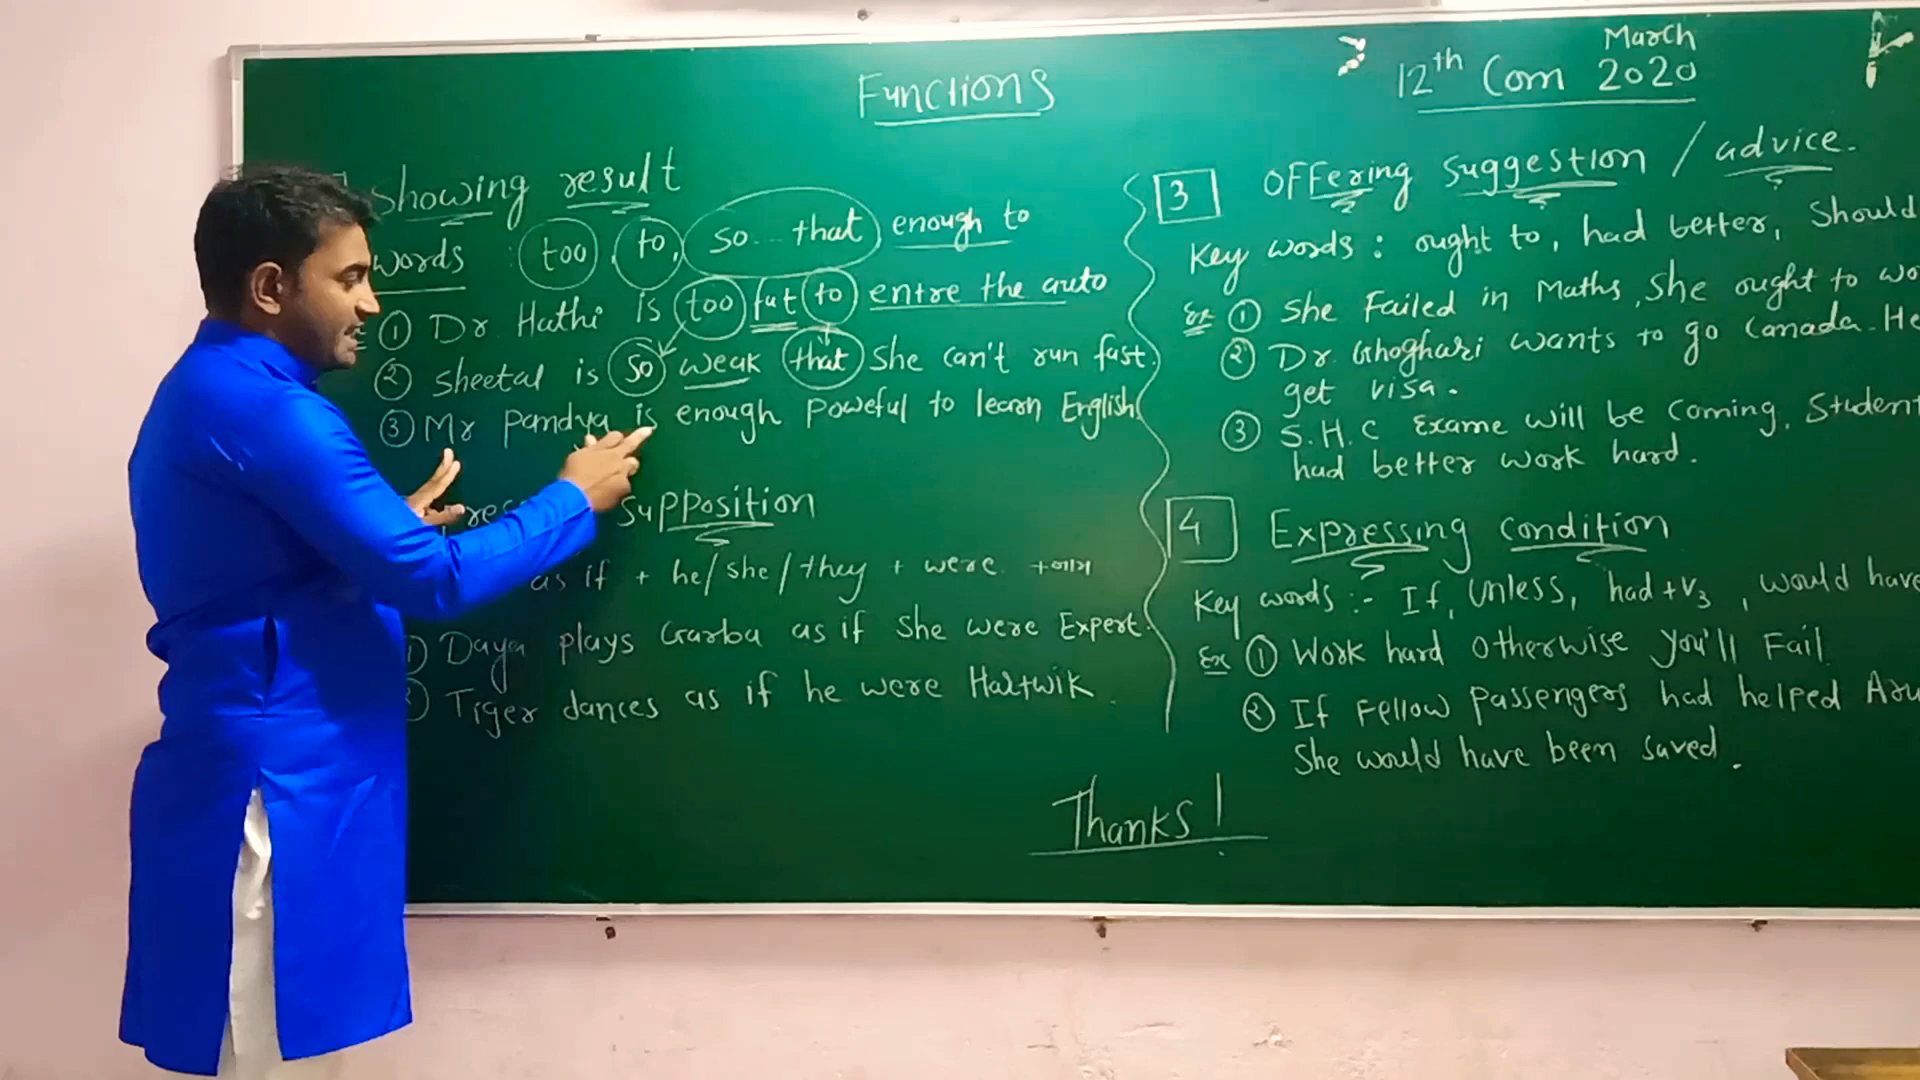 Functions
March
12th Com 2020
Showing result
words : too, to, so... that, enough to
① Dr Hathi is too fat to entre the auto
② Sheetal is so weak that she can't run fast.
③ Mr pandya is enough poweful to learn English
supposition
as if + he/she/they + were +नाम
Daya plays Garba as if she were Expert.
② Tiger dances as if he were Haltwik.
3 Offering suggestion / advice.
Key words : ought to, had better, Should
Ex ① She Failed in Maths, She ought to wo
② Dr. Ghoghari wants to go Canada. He
get visa.
③ S.H.C Exame will be coming. Student
had better work hard.
4 Expressing condition
Key words :- If, Unless, had+V3, would have
Ex ① Work hard otherwise you'll Fail
② If Fellow passengers had helped Aru
She would have been saved.
Thanks!